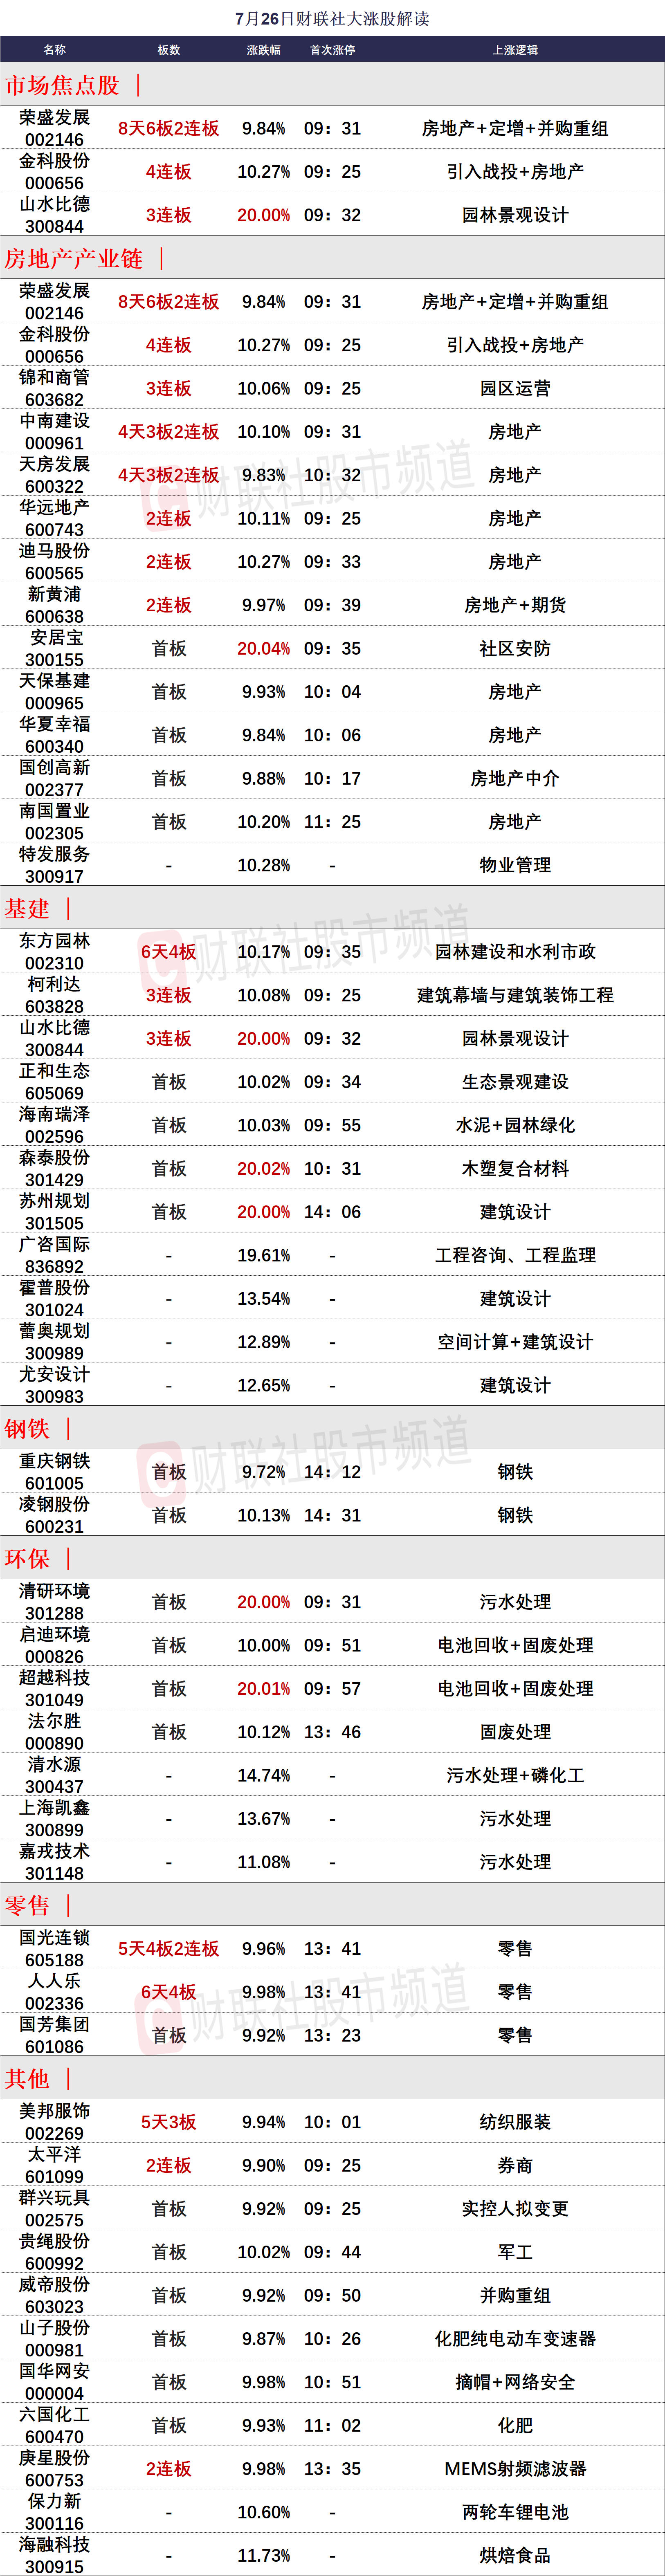 7月26日财联社大涨股解读
名称 板数 涨跌幅 首次涨停 上涨逻辑
市场焦点股 ｜
荣盛发展
002146 8天6板2连板 9.84% 09：31 房地产+定增+并购重组
金科股份
000656 4连板 10.27% 09：25 引入战投+房地产
山水比德
300844 3连板 20.00% 09：32 园林景观设计
房地产产业链 ｜
荣盛发展
002146 8天6板2连板 9.84% 09：31 房地产+定增+并购重组
金科股份
000656 4连板 10.27% 09：25 引入战投+房地产
锦和商管
603682 3连板 10.06% 09：25 园区运营
中南建设
000961 4天3板2连板 10.10% 09：31 房地产
天房发展
600322 4天3板2连板 9.83% 10：32 房地产
华远地产
600743 2连板 10.11% 09：25 房地产
迪马股份
600565 2连板 10.27% 09：33 房地产
新黄浦
600638 2连板 9.97% 09：39 房地产+期货
安居宝
300155 首板 20.04% 09：35 社区安防
天保基建
000965 首板 9.93% 10：04 房地产
华夏幸福
600340 首板 9.84% 10：06 房地产
国创高新
002377 首板 9.88% 10：17 房地产中介
南国置业
002305 首板 10.20% 11：25 房地产
特发服务
300917 - 10.28% - 物业管理
基建 ｜
东方园林
002310 6天4板 10.17% 09：35 园林建设和水利市政
柯利达
603828 3连板 10.08% 09：25 建筑幕墙与建筑装饰工程
山水比德
300844 3连板 20.00% 09：32 园林景观设计
正和生态
605069 首板 10.02% 09：34 生态景观建设
海南瑞泽
002596 首板 10.03% 09：55 水泥+园林绿化
森泰股份
301429 首板 20.02% 10：31 木塑复合材料
苏州规划
301505 首板 20.00% 14：06 建筑设计
广咨国际
836892 - 19.61% - 工程咨询、工程监理
霍普股份
301024 - 13.54% - 建筑设计
蕾奥规划
300989 - 12.89% - 空间计算+建筑设计
尤安设计
300983 - 12.65% - 建筑设计
钢铁 ｜
重庆钢铁
601005 首板 9.72% 14：12 钢铁
凌钢股份
600231 首板 10.13% 14：31 钢铁
环保 ｜
清研环境
301288 首板 20.00% 09：31 污水处理
启迪环境
000826 首板 10.00% 09：51 电池回收+固废处理
超越科技
301049 首板 20.01% 09：57 电池回收+固废处理
法尔胜
000890 首板 10.12% 13：46 固废处理
清水源
300437 - 14.74% - 污水处理+磷化工
上海凯鑫
300899 - 13.67% - 污水处理
嘉戎技术
301148 - 11.08% - 污水处理
零售 ｜
国光连锁
605188 5天4板2连板 9.96% 13：41 零售
人人乐
002336 6天4板 9.98% 13：41 零售
国芳集团
601086 首板 9.92% 13：23 零售
其他 ｜
美邦服饰
002269 5天3板 9.94% 10：01 纺织服装
太平洋
601099 2连板 9.90% 09：25 券商
群兴玩具
002575 首板 9.92% 09：25 实控人拟变更
贵绳股份
600992 首板 10.02% 09：44 军工
威帝股份
603023 首板 9.92% 09：50 并购重组
山子股份
000981 首板 9.87% 10：26 化肥纯电动车变速器
国华网安
000004 首板 9.98% 10：51 摘帽+网络安全
六国化工
600470 首板 9.93% 11：02 化肥
庚星股份
600753 2连板 9.98% 13：35 MEMS射频滤波器
保力新
300116 - 10.60% - 两轮车锂电池
海融科技
300915 - 11.73% - 烘焙食品
财联社股市频道
财联社股市频道
财联社股市频道
财联社股市频道